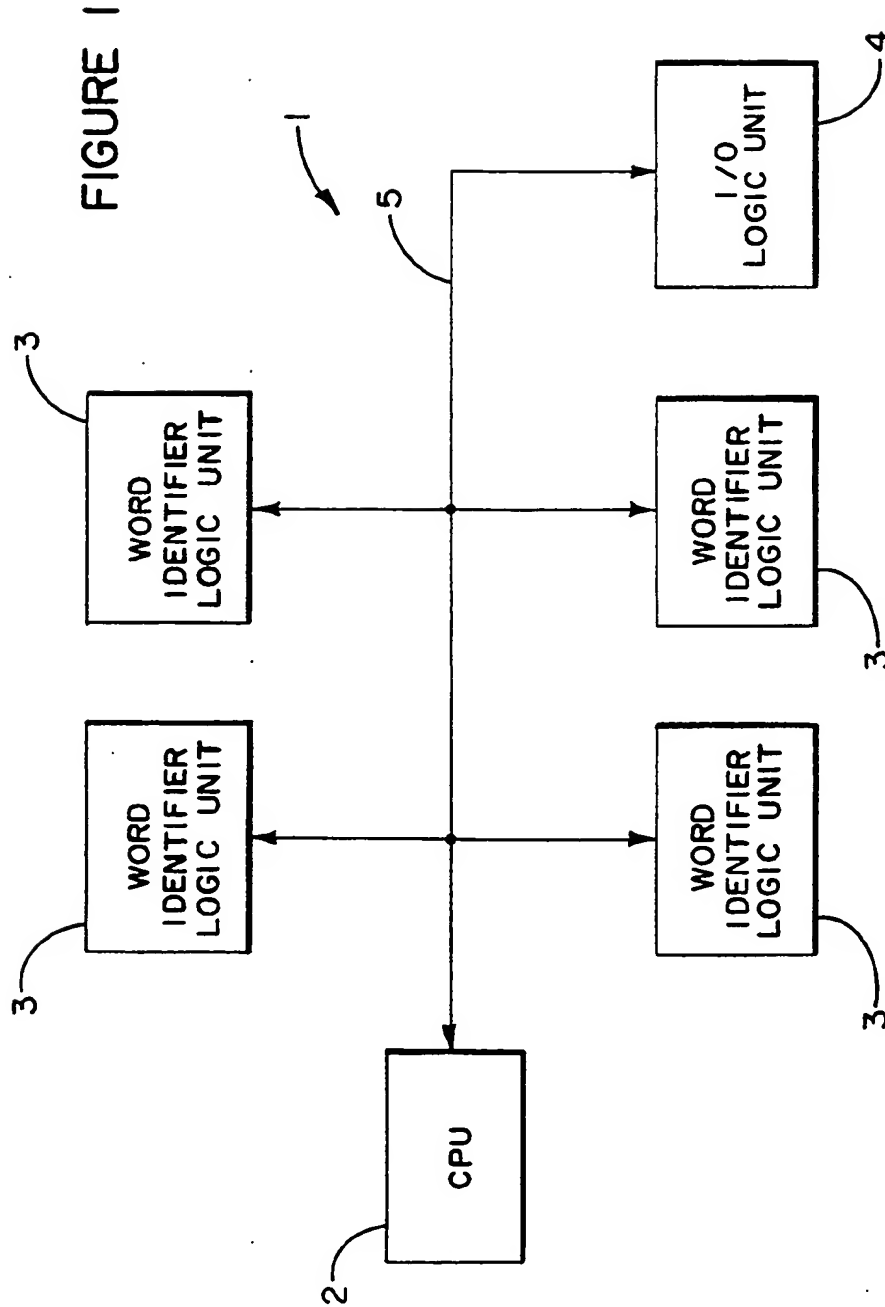 FIGURE 1
1
3
WORD
IDENTIFIER
LOGIC UNIT
3
WORD
IDENTIFIER
LOGIC UNIT
2
CPU
5
WORD
IDENTIFIER
LOGIC UNIT
3
WORD
IDENTIFIER
LOGIC UNIT
3
I/O
LOGIC UNIT
4